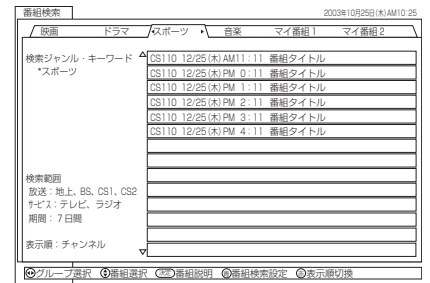 番組検索 2003年10月25日(木)AM10:25
映画 ドラマ スポーツ 音楽 マイ番組1 マイ番組2
検索ジャンル・キーワード
*スポーツ
CS110 12/25(木)AM11:11 番組タイトル
CS110 12/25(木)PM 0:11 番組タイトル
CS110 12/25(木)PM 1:11 番組タイトル
CS110 12/25(木)PM 2:11 番組タイトル
CS110 12/25(木)PM 3:11 番組タイトル
CS110 12/25(木)PM 4:11 番組タイトル
検索範囲
放送:地上、BS、CS1、CS2
サービス:テレビ、ラジオ
期間:7日間
表示順:チャンネル
グループ選択 番組選択 決定 番組説明 番組検索設定 表示順切換